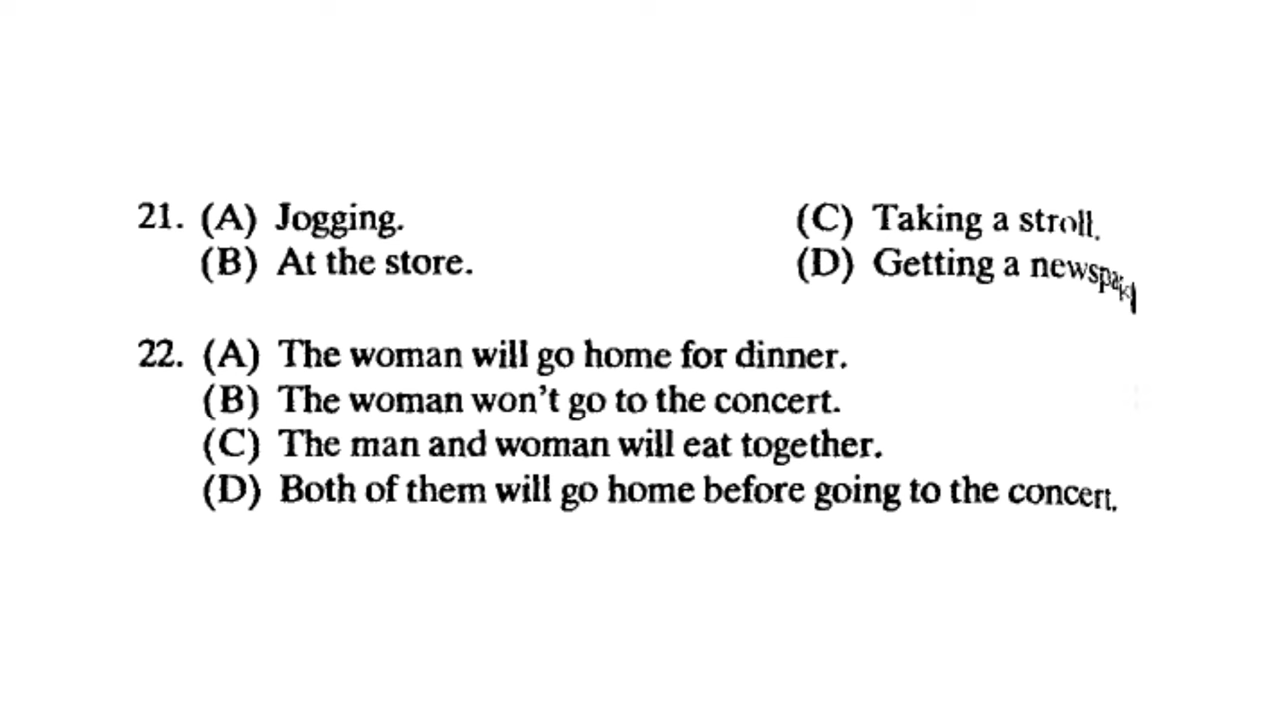 21. (A) Jogging. (C) Taking a stroll.
(B) At the store. (D) Getting a
22. (A) The woman will go home for dinner.
(B) The woman won't go to the concert.
(C) The man and woman will eat together.
(D) Both of them will go home before going to the concert.